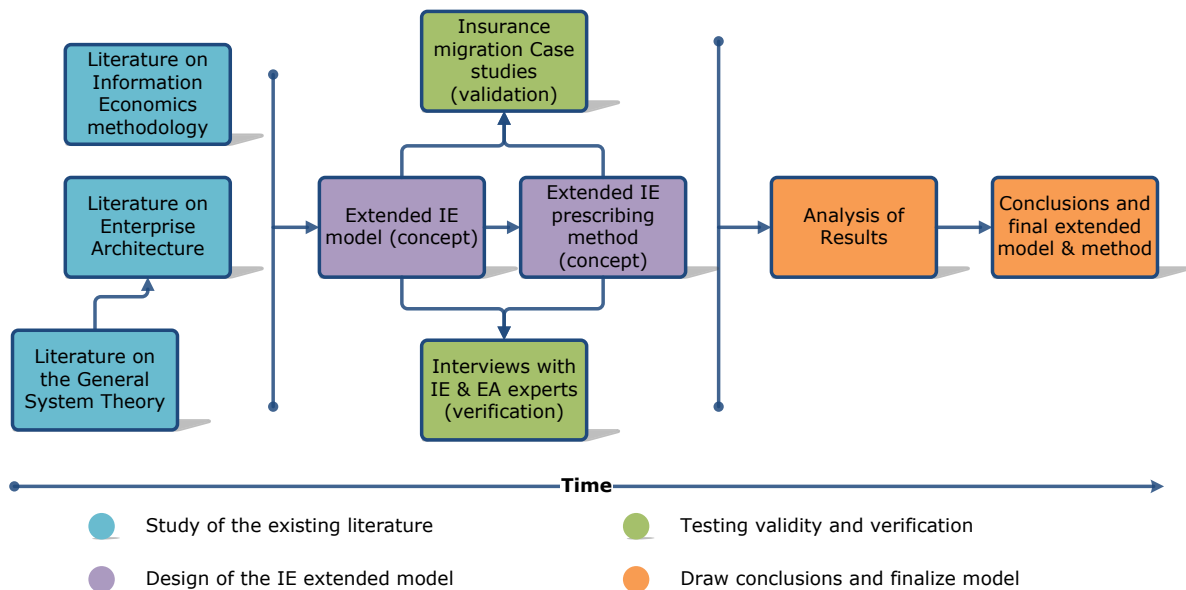 Literature on
Information
Economics
methodology
Literature on
Enterprise
Architecture
Literature on
the General
System Theory
Insurance
migration Case
studies
(validation)
Extended IE
model (concept)
Extended IE
prescribing
method
(concept)
Interviews with
IE & EA experts
(verification)
Analysis of
Results
Conclusions and
final extended
model & method
Time
Study of the existing literature
Testing validity and verification
Design of the IE extended model
Draw conclusions and finalize model